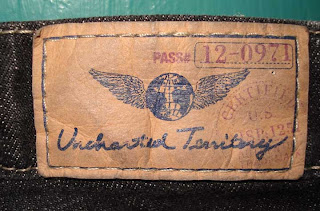 PASS# 12-0971
CERTIFIED
U.S
Uncharted Territory